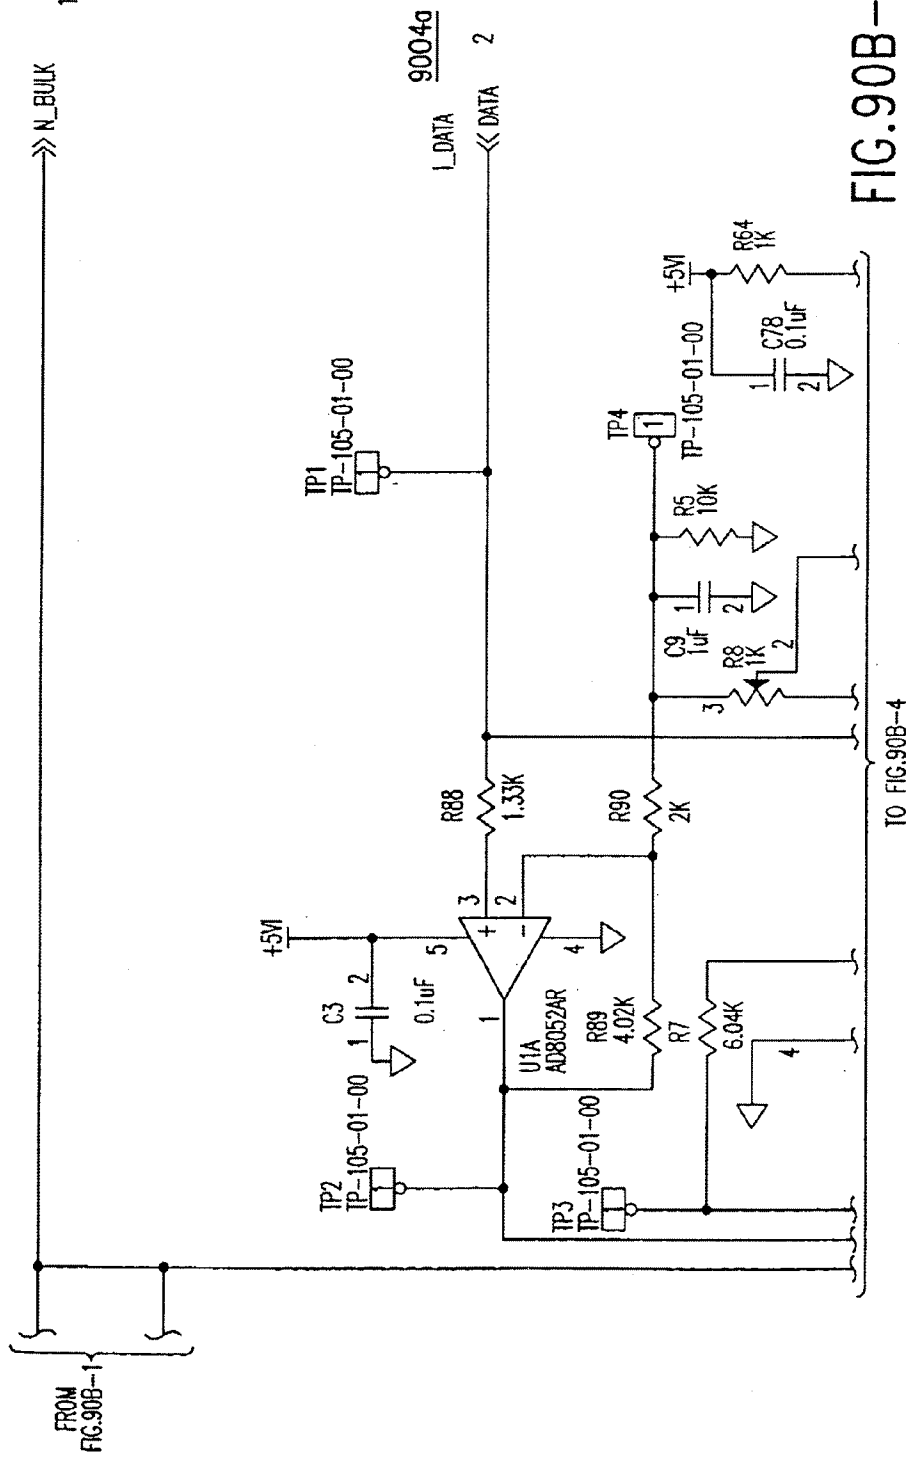 N_BULK
9004a
2
I_DATA
DATA
FIG.90B-
TP1
TP-105-01-00
+5VI
R64
1K
C78
0.1uF
1
2
TP4
1
TP-105-01-00
R5
10K
C9
1uF
1
2
R8
1K
2
3
R88
1.33K
R90
2K
+5VI
C3
0.1uF
1
2
3
2
5
4
1
U1A
AD8052AR
R89
4.02K
R7
6.04K
4
TP2
TP-105-01-00
TP3
TP-105-01-00
FROM
FIG.90B-1
TO FIG.90B-4